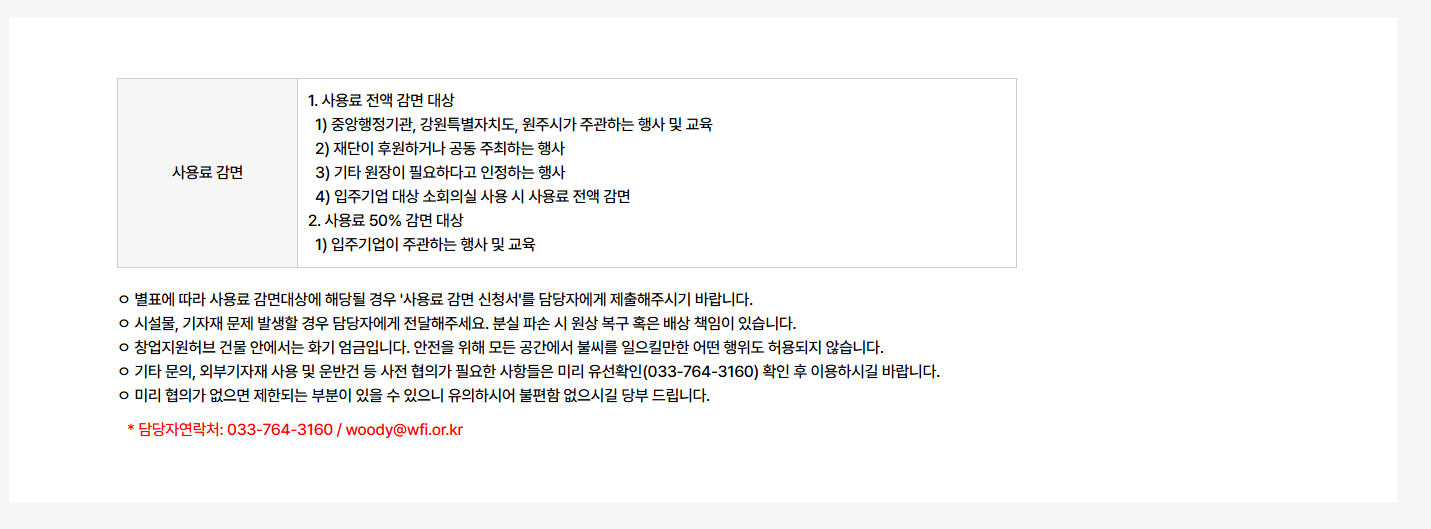 사용료 감면
1. 사용료 전액 감면 대상
1) 중앙행정기관, 강원특별자치도, 원주시가 주관하는 행사 및 교육
2) 재단이 후원하거나 공동 주최하는 행사
3) 기타 원장이 필요하다고 인정하는 행사
4) 입주기업 대상 소회의실 사용 시 사용료 전액 감면
2. 사용료 50% 감면 대상
1) 입주기업이 주관하는 행사 및 교육
ㅇ 별표에 따라 사용료 감면대상에 해당될 경우 '사용료 감면 신청서'를 담당자에게 제출해주시기 바랍니다.
ㅇ 시설물, 기자재 문제 발생할 경우 담당자에게 전달해주세요. 분실 파손 시 원상 복구 혹은 배상 책임이 있습니다.
ㅇ 창업지원허브 건물 안에서는 화기 엄금입니다. 안전을 위해 모든 공간에서 불씨를 일으킬만한 어떤 행위도 허용되지 않습니다.
ㅇ 기타 문의, 외부기자재 사용 및 운반건 등 사전 협의가 필요한 사항들은 미리 유선확인(033-764-3160) 확인 후 이용하시길 바랍니다.
ㅇ 미리 협의가 없으면 제한되는 부분이 있을 수 있으니 유의하시어 불편함 없으시길 당부 드립니다.
* 담당자연락처: 033-764-3160 / woody@wfi.or.kr